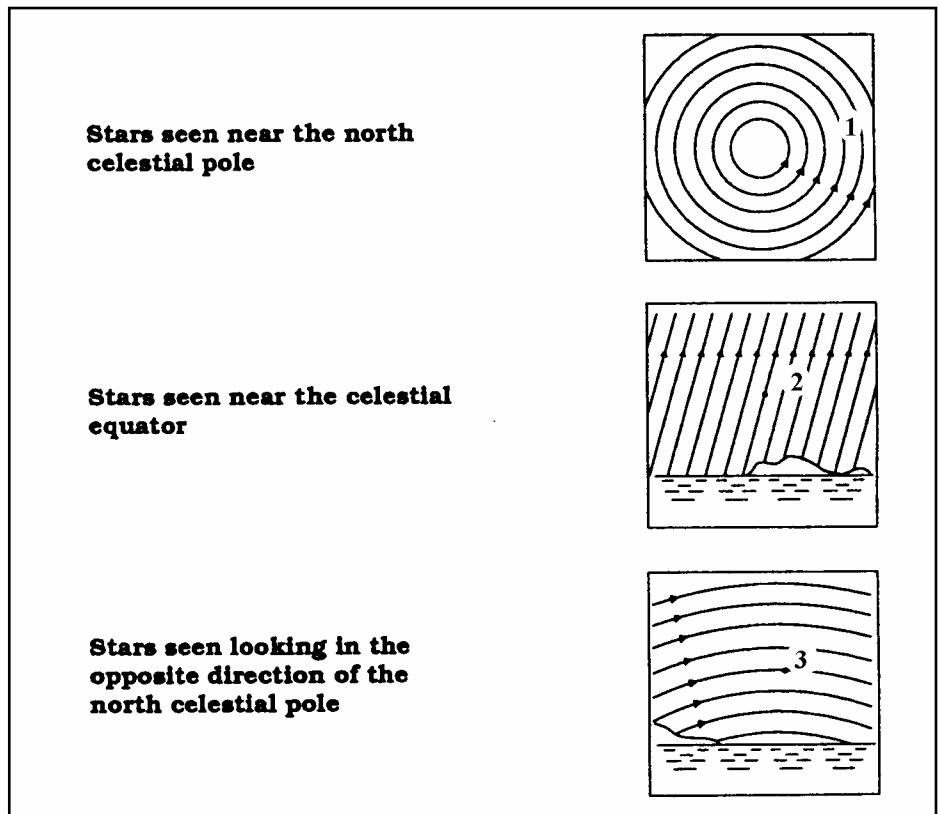 Stars seen near the north
celestial pole
1
Stars seen near the celestial
equator
2
Stars seen looking in the
opposite direction of the
north celestial pole
3